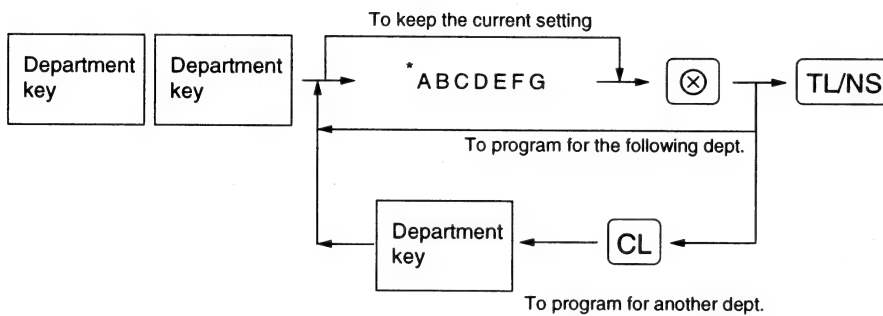 To keep the current setting
Department
key
Department
key
*ABCDEFG
⊗
TL/NS
To program for the following dept.
Department
key
CL
To program for another dept.